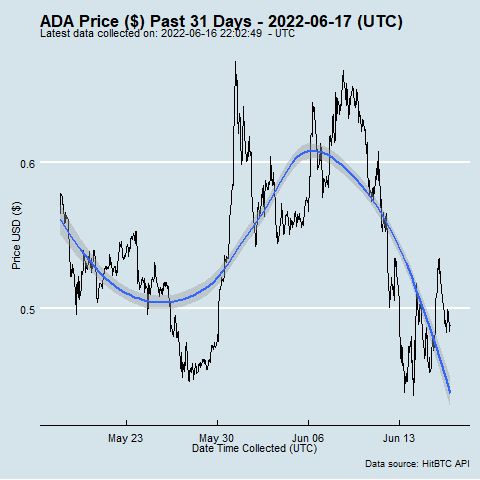 ADA Price ($) Past 31 Days - 2022-06-17 (UTC)
Latest data collected on: 2022-06-16 22:02:49 - UTC
Price USD ($)
0.6
0.5
May 23
May 30
Jun 06
Jun 13
Date Time Collected (UTC)
Data source: HitBTC API